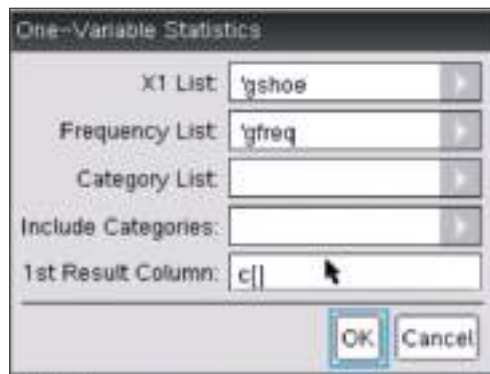 One-Variable Statistics
X1 List: 'gshoe
Frequency List: 'gfreq
Category List:
Include Categories:
1st Result Column: c[]
OK Cancel